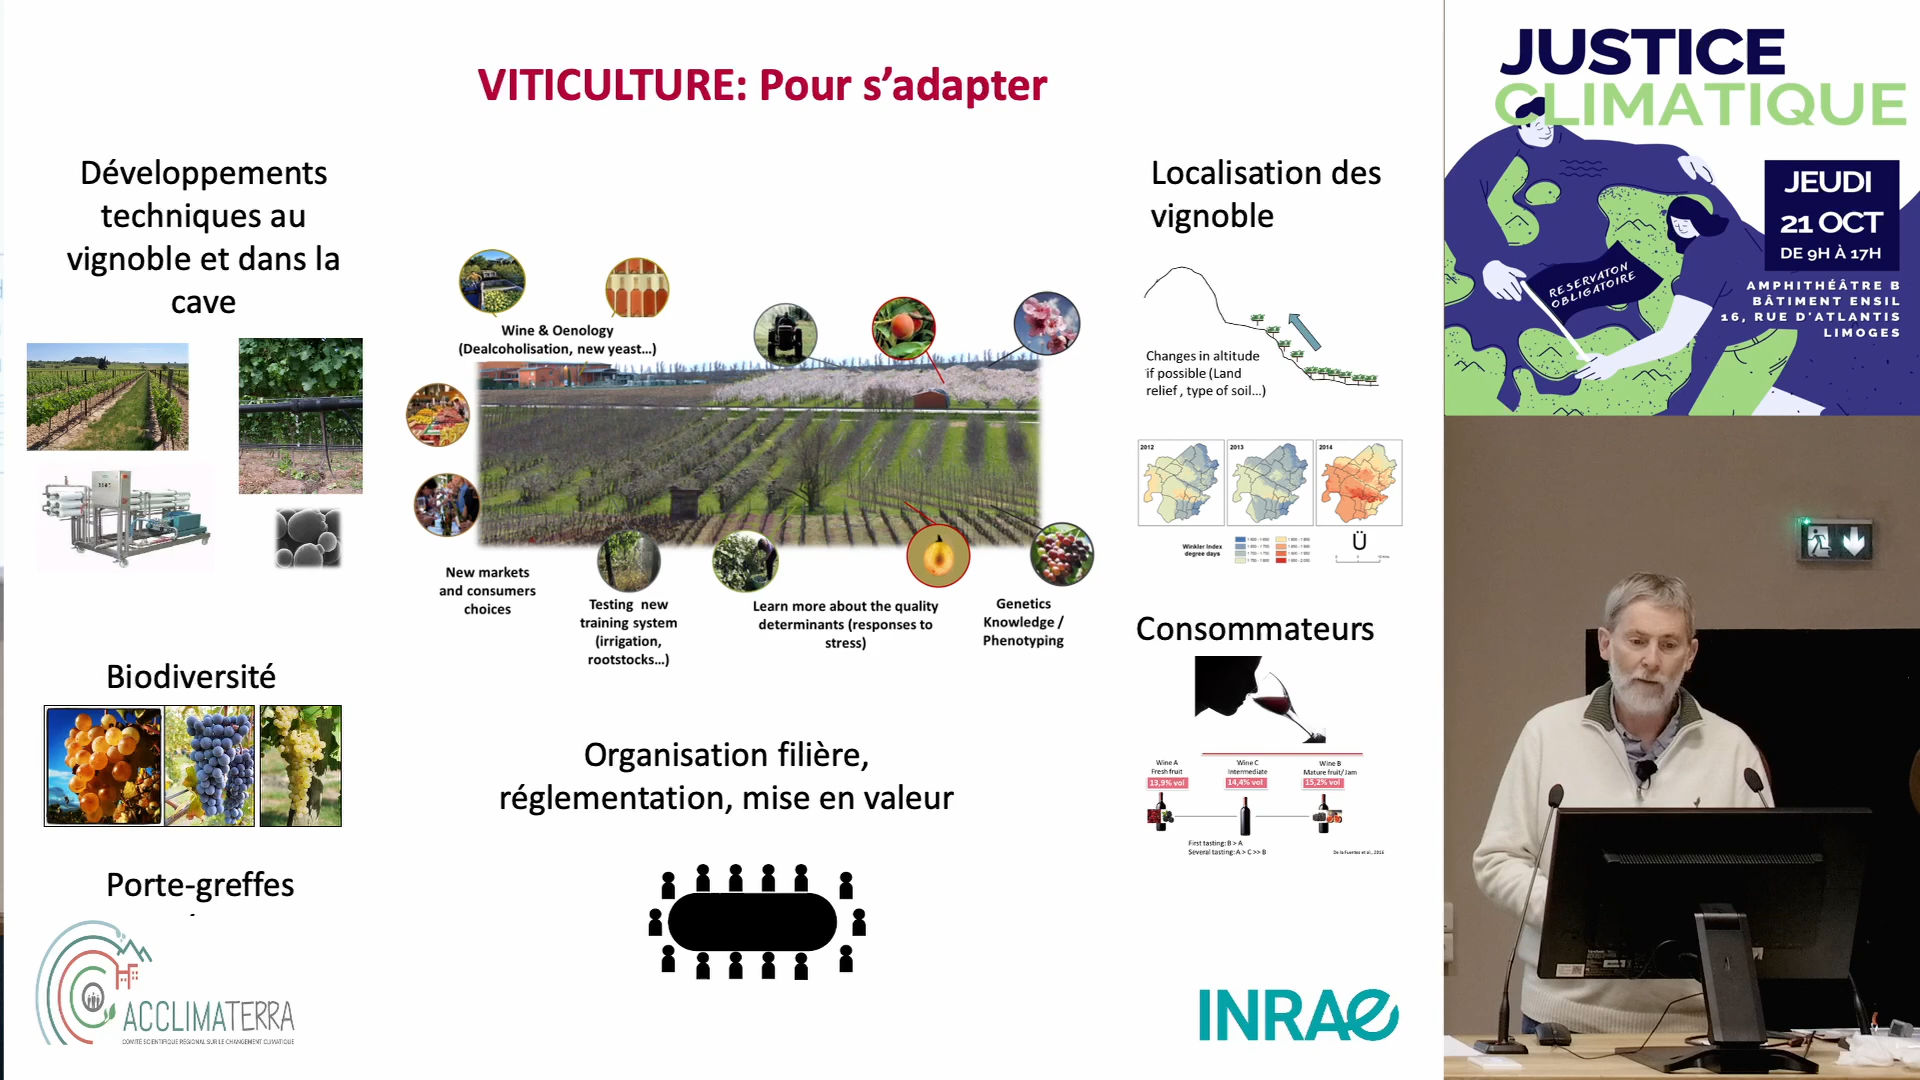 VITICULTURE: Pour s’adapter
Développements
techniques au
vignoble et dans la
cave
Wine & Oenology
(Dealcoholisation, new yeast...)
New markets
and consumers
choices
Testing new
training system
(irrigation,
rootstocks...)
Learn more about the quality
determinants (responses to
stress)
Genetics
Knowledge /
Phenotyping
Localisation des
vignoble
Changes in altitude
if possible (Land
relief , type of soil...)
2012
2013
2014
Winkler Index
degree days
Ü
Biodiversité
Porte-greffes
Organisation filière,
réglementation, mise en valeur
Consommateurs
Wine A
Fresh fruit
13,9% vol
Wine C
Intermediate
14,4% vol
Wine B
Mature fruit/ Jam
15,2% vol
First tasting: B > A
Several tasting: A > C >> B
De la Fuentes et al., 2016
ACCLIMATERRA
COMITÉ SCIENTIFIQUE RÉGIONAL SUR LE CHANGEMENT CLIMATIQUE
INRAE
JUSTICE
CLIMATIQUE
JEUDI
21 OCT
DE 9H À 17H
RESERVATON
OBLIGATOIRE
AMPHITHÉÂTRE B
BÂTIMENT ENSIL
16, RUE D'ATLANTIS
LIMOGES